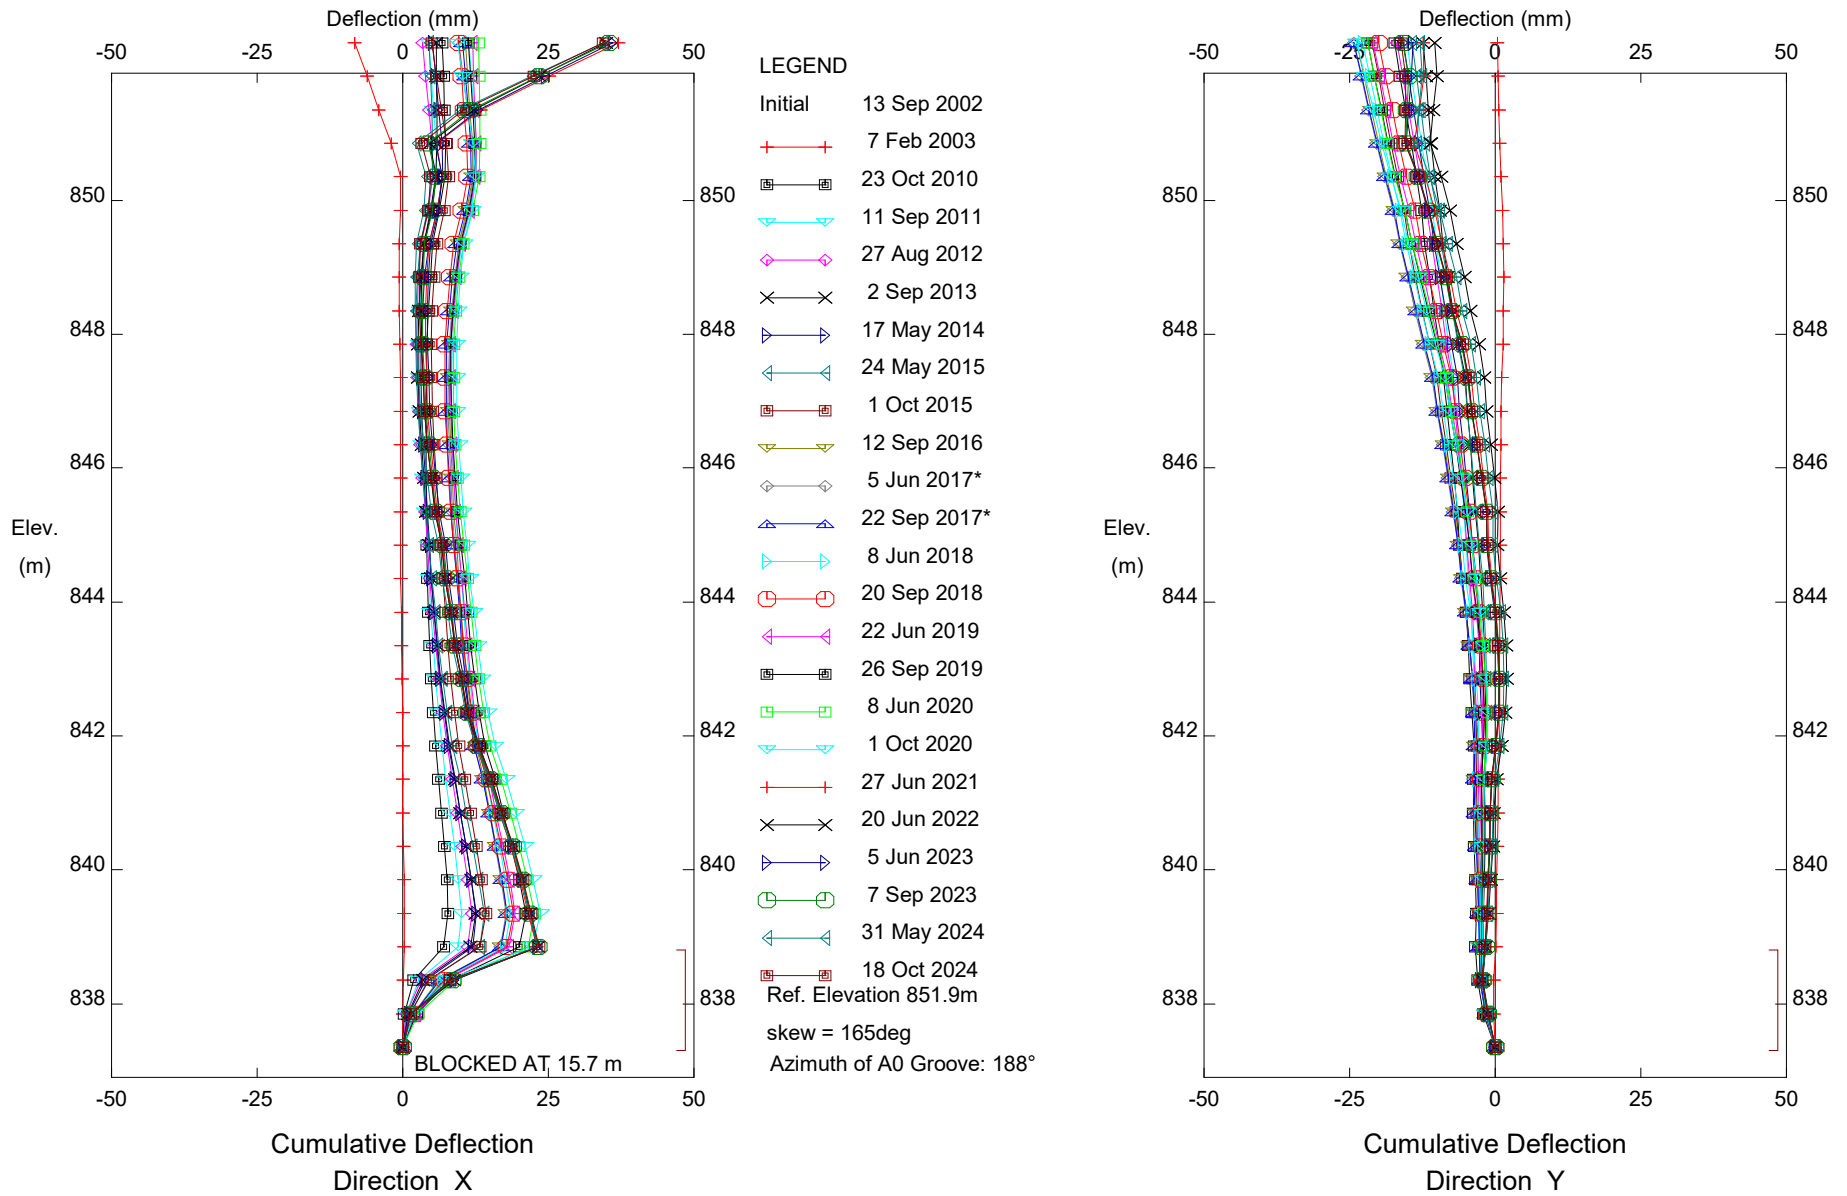 Deflection (mm)
-50 0 25 50
850
848
846
844
842
840
838
Elev.
(m)
850
848
846
844
842
840
838
BLOCKED AT 15.7 m
-50 -25 0 25 50
Cumulative Deflection
Direction X
LEGEND
Initial 13 Sep 2002
7 Feb 2003
23 Oct 2010
11 Sep 2011
27 Aug 2012
2 Sep 2013
17 May 2014
24 May 2015
1 Oct 2015
12 Sep 2016
5 Jun 2017*
22 Sep 2017*
8 Jun 2018
20 Sep 2018
22 Jun 2019
26 Sep 2019
8 Jun 2020
1 Oct 2020
27 Jun 2021
20 Jun 2022
5 Jun 2023
7 Sep 2023
31 May 2024
18 Oct 2024
Ref. Elevation 851.9m
skew = 165deg
Azimuth of A0 Groove: 188°
Deflection (mm)
-50 -25 0 25 50
850
848
846
844
842
840
838
Elev.
(m)
850
848
846
844
842
840
838
-50 -25 0 25 50
Cumulative Deflection
Direction Y